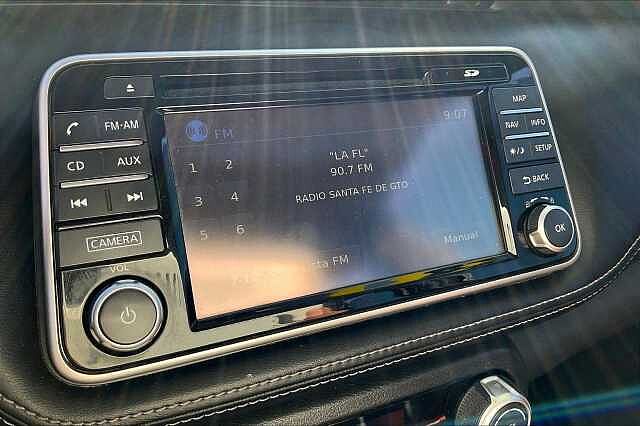 SD
MAP
FM·AM
NAV INFO
CD AUX
SETUP
BACK
CAMERA
VOL
OK
FM 9:07
"LA FL"
90.7 FM
RADIO SANTA FE DE GTO
1 2
3 4
5 6
Manual
FM